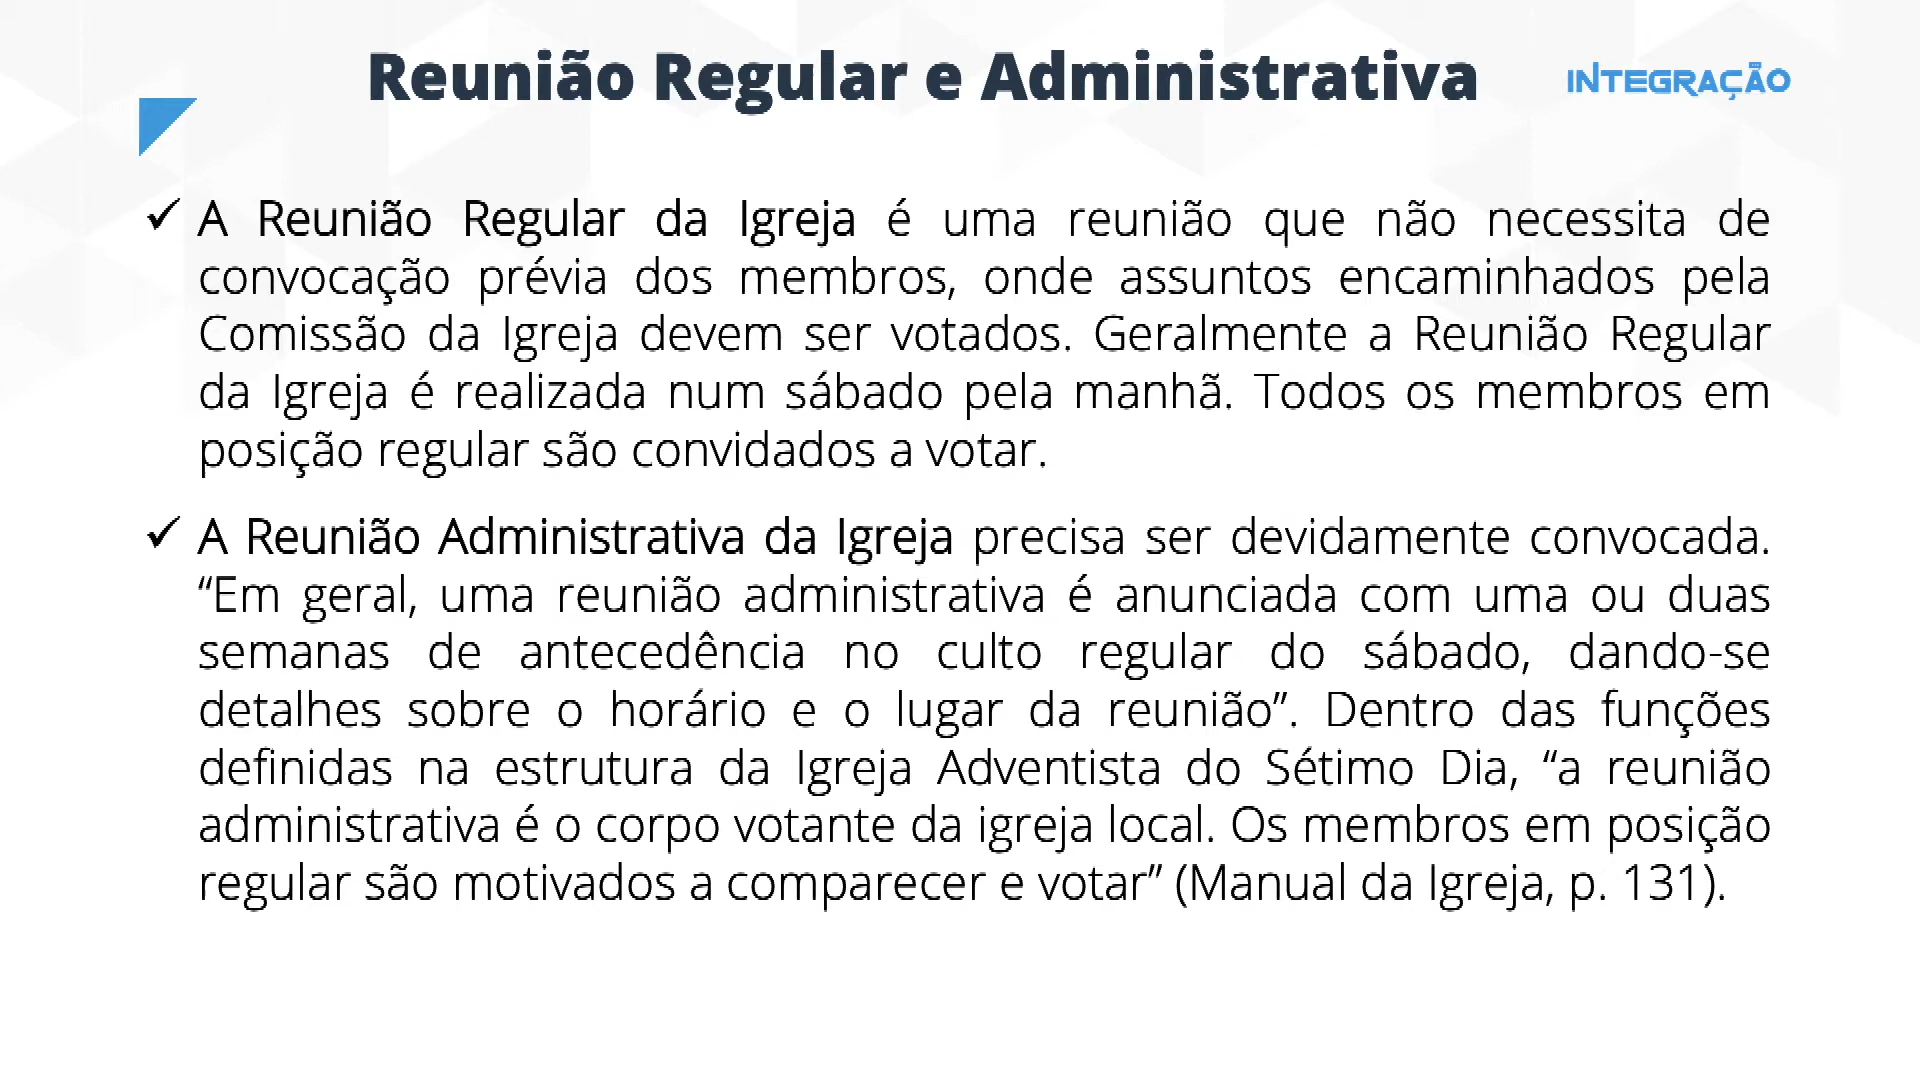 Reunião Regular e Administrativa
INTEGRAÇÃO
✓ A Reunião Regular da Igreja é uma reunião que não necessita de
convocação prévia dos membros, onde assuntos encaminhados pela
Comissão da Igreja devem ser votados. Geralmente a Reunião Regular
da Igreja é realizada num sábado pela manhã. Todos os membros em
posição regular são convidados a votar.
✓ A Reunião Administrativa da Igreja precisa ser devidamente convocada.
“Em geral, uma reunião administrativa é anunciada com uma ou duas
semanas de antecedência no culto regular do sábado, dando-se
detalhes sobre o horário e o lugar da reunião”. Dentro das funções
definidas na estrutura da Igreja Adventista do Sétimo Dia, “a reunião
administrativa é o corpo votante da igreja local. Os membros em posição
regular são motivados a comparecer e votar” (Manual da Igreja, p. 131).